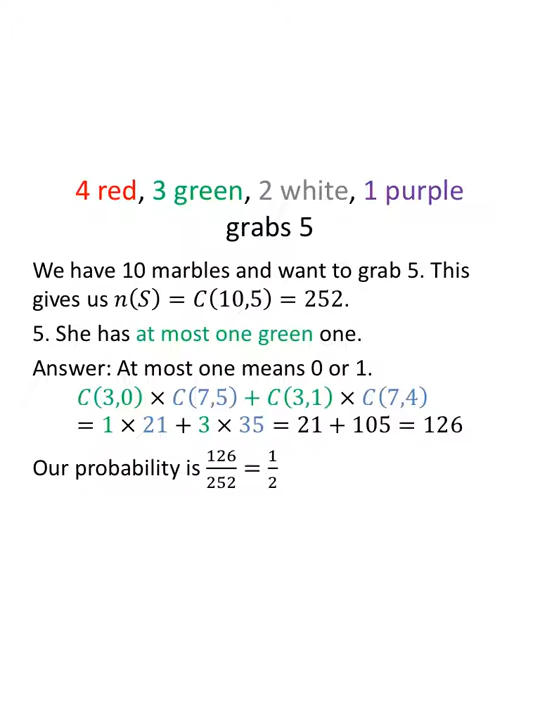 4 red, 3 green, 2 white, 1 purple
grabs 5
We have 10 marbles and want to grab 5. This
gives us n(S) = C(10,5) = 252.
5. She has at most one green one.
Answer: At most one means 0 or 1.
C(3,0) × C(7,5) + C(3,1) × C(7,4)
= 1 × 21 + 3 × 35 = 21 + 105 = 126
Our probability is 126/252 = 1/2